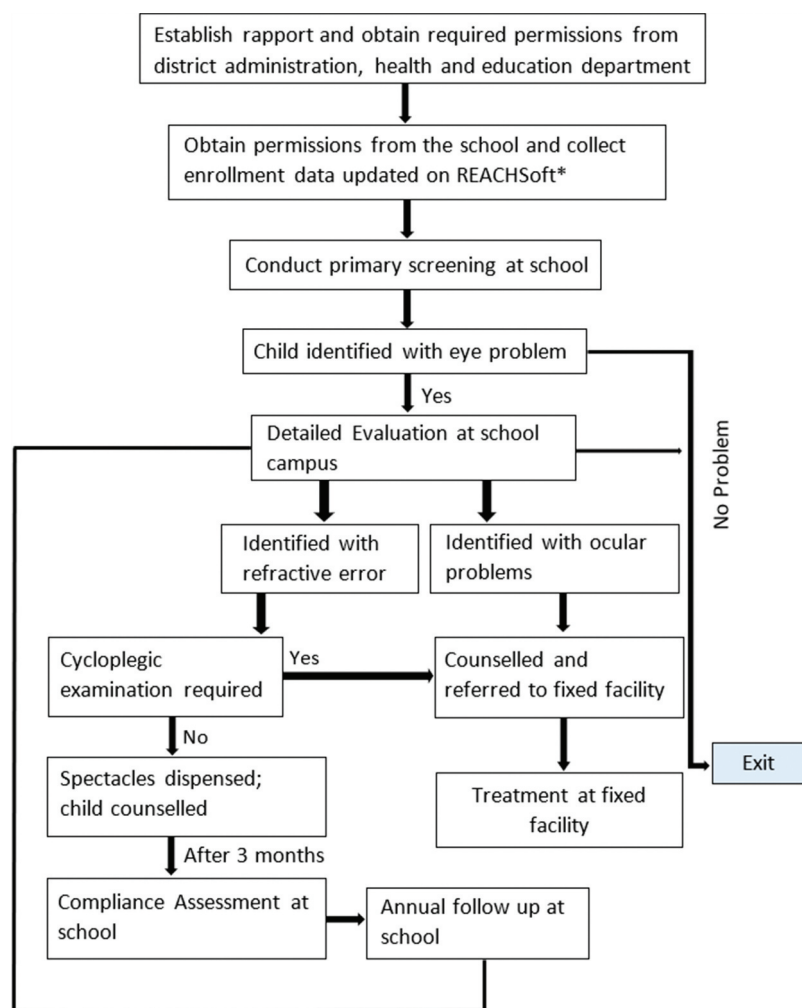 Establish rapport and obtain required permissions from
district administration, health and education department
Obtain permissions from the school and collect
enrollment data updated on REACHSoft*
Conduct primary screening at school
Child identified with eye problem
Yes
No Problem
Detailed Evaluation at school
campus
Identified with
refractive error
Identified with ocular
problems
Cycloplegic
examination required
Yes
Counselled and
referred to fixed facility
No
Exit
Spectacles dispensed;
child counselled
Treatment at fixed
facility
After 3 months
Compliance Assessment at
school
Annual follow up at
school